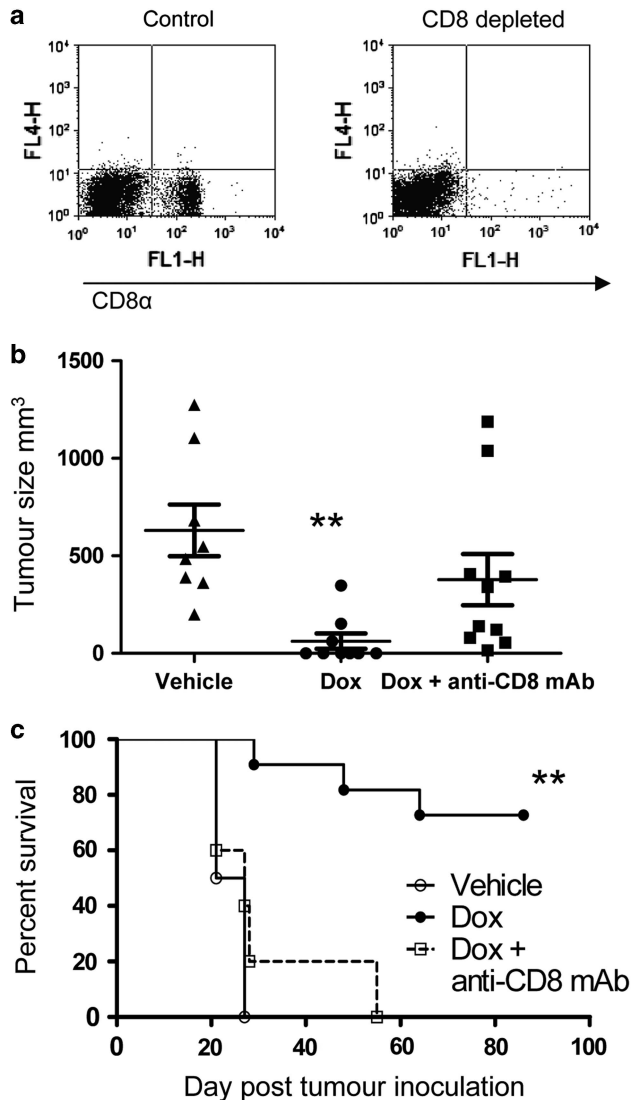 a
Control
CD8 depleted
10⁴
10³
10²
10¹
10⁰
FL4-H
10⁰ 10¹ 10² 10³ 10⁴
FL1-H
10⁴
10³
10²
10¹
10⁰
FL4-H
10⁰ 10¹ 10² 10³ 10⁴
FL1-H
CD8α
b
Tumour size mm³
1500
1000
500
0
**
Vehicle Dox Dox + anti-CD8 mAb
c
Percent survival
100
80
60
40
20
0
**
Vehicle
Dox
Dox +
anti-CD8 mAb
0 20 40 60 80 100
Day post tumour inoculation